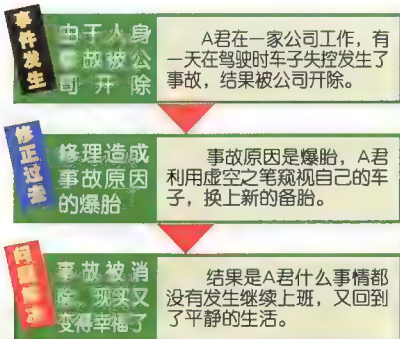 事件发生
由于人身
事故被公
司开除
A君在一家公司工作，有
一天在驾驶时车子失控发生了
事故，结果被公司开除。
修正过去
修理造成
事故原因
的爆胎
事故原因是爆胎，A君
利用虚空之笔窥视自己的车
子，换上新的备胎。
问题
事故被消
除，现实又
变得幸福了
结果是A君什么事情都
没有发生继续上班，又回到
了平静的生活。